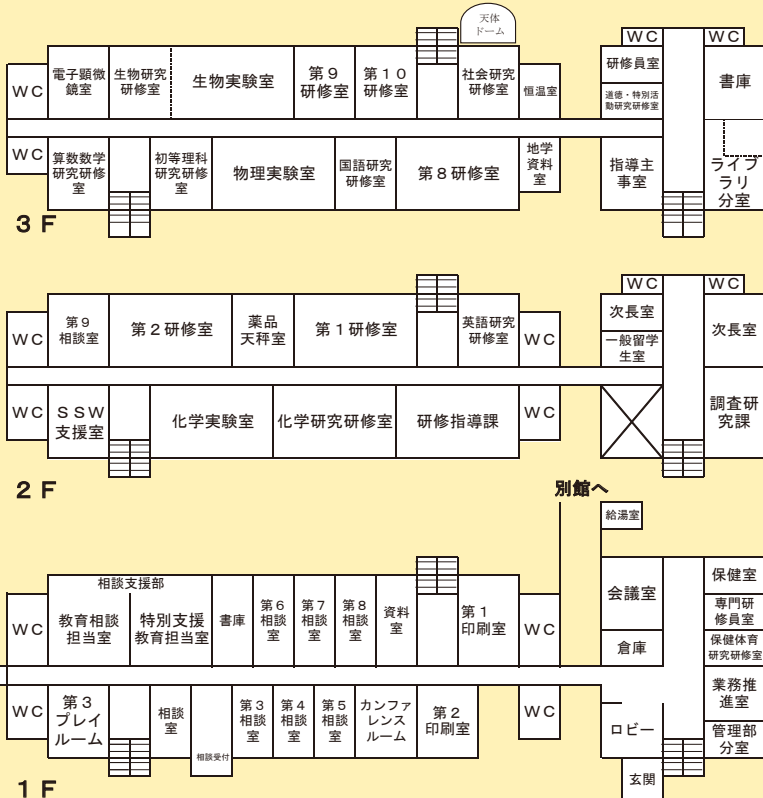 天体
ドーム
WC
WC
WC
電子顕微
鏡室
生物研究
研修室
生物実験室
第９
研修室
第１０
研修室
社会研究
研修室
恒温室
研修員室
道徳・特別活
動研究研修室
書庫
WC
算数数学
研究研修
室
初等理科
研究研修
室
物理実験室
国語研究
研修室
第８研修室
地学
資料
室
指導主
事室
ライブ
ラリ
分室
３Ｆ
WC
WC
WC
第９
相談室
第２研修室
薬品
天秤室
第１研修室
英語研究
研修室
WC
次長室
一般留学
生室
次長室
WC
ＳＳＷ
支援室
化学実験室
化学研究研修室
研修指導課
WC
調査研
究課
２Ｆ
別館へ
給湯室
相談支援部
WC
教育相談
担当室
特別支援
教育担当室
書庫
第６
相談
室
第７
相談
室
第８
相談
室
資料
室
第１
印刷室
WC
会議室
倉庫
保健室
専門研
修員室
保健体育
研究研修室
WC
第３
プレイ
ルーム
相談
室
相談受付
第３
相談
室
第４
相談
室
第５
相談
室
カンファ
レンス
ルーム
第２
印刷室
WC
ロビー
業務推
進室
管理部
分室
玄関
１Ｆ